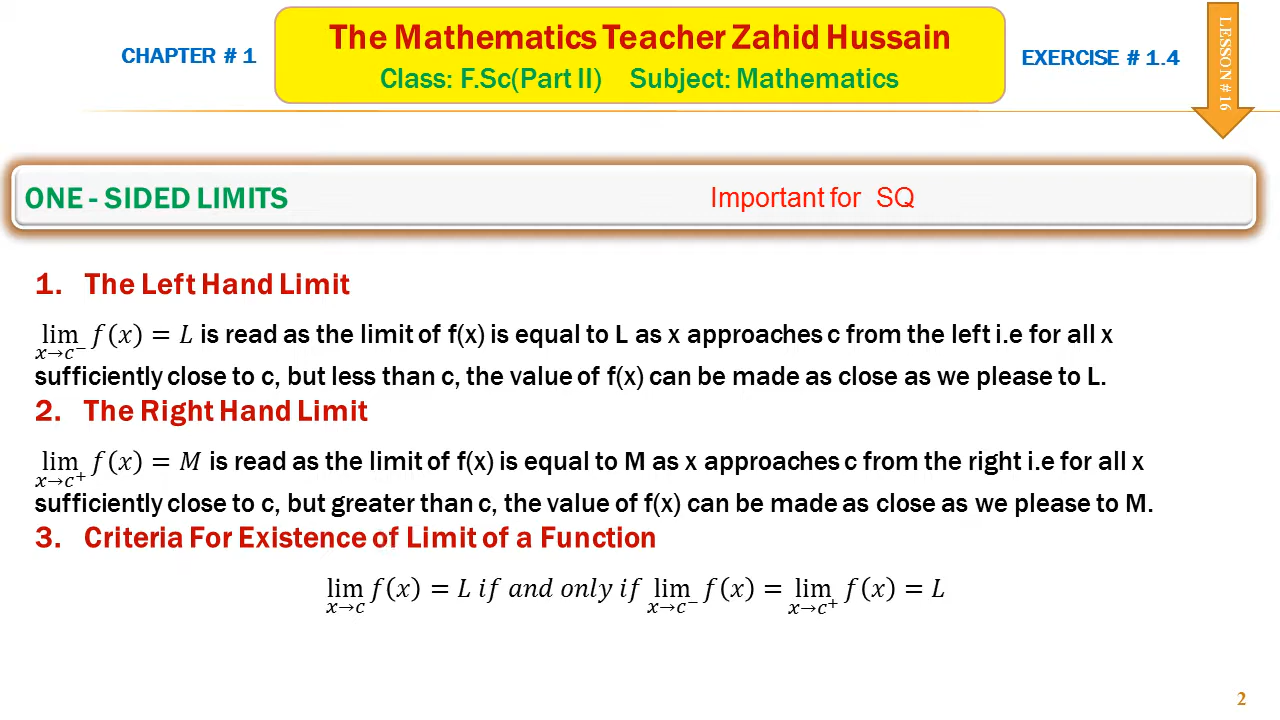 CHAPTER # 1
The Mathematics Teacher Zahid Hussain
Class: F.Sc(Part II) Subject: Mathematics
EXERCISE # 1.4
LESSON # 16
ONE - SIDED LIMITS Important for SQ
1. The Left Hand Limit
lim x→c⁻ f(x) = L is read as the limit of f(x) is equal to L as x approaches c from the left i.e for all x
sufficiently close to c, but less than c, the value of f(x) can be made as close as we please to L.
2. The Right Hand Limit
lim x→c⁺ f(x) = M is read as the limit of f(x) is equal to M as x approaches c from the right i.e for all x
sufficiently close to c, but greater than c, the value of f(x) can be made as close as we please to M.
3. Criteria For Existence of Limit of a Function
lim x→c f(x) = L if and only if lim x→c⁻ f(x) = lim x→c⁺ f(x) = L
2